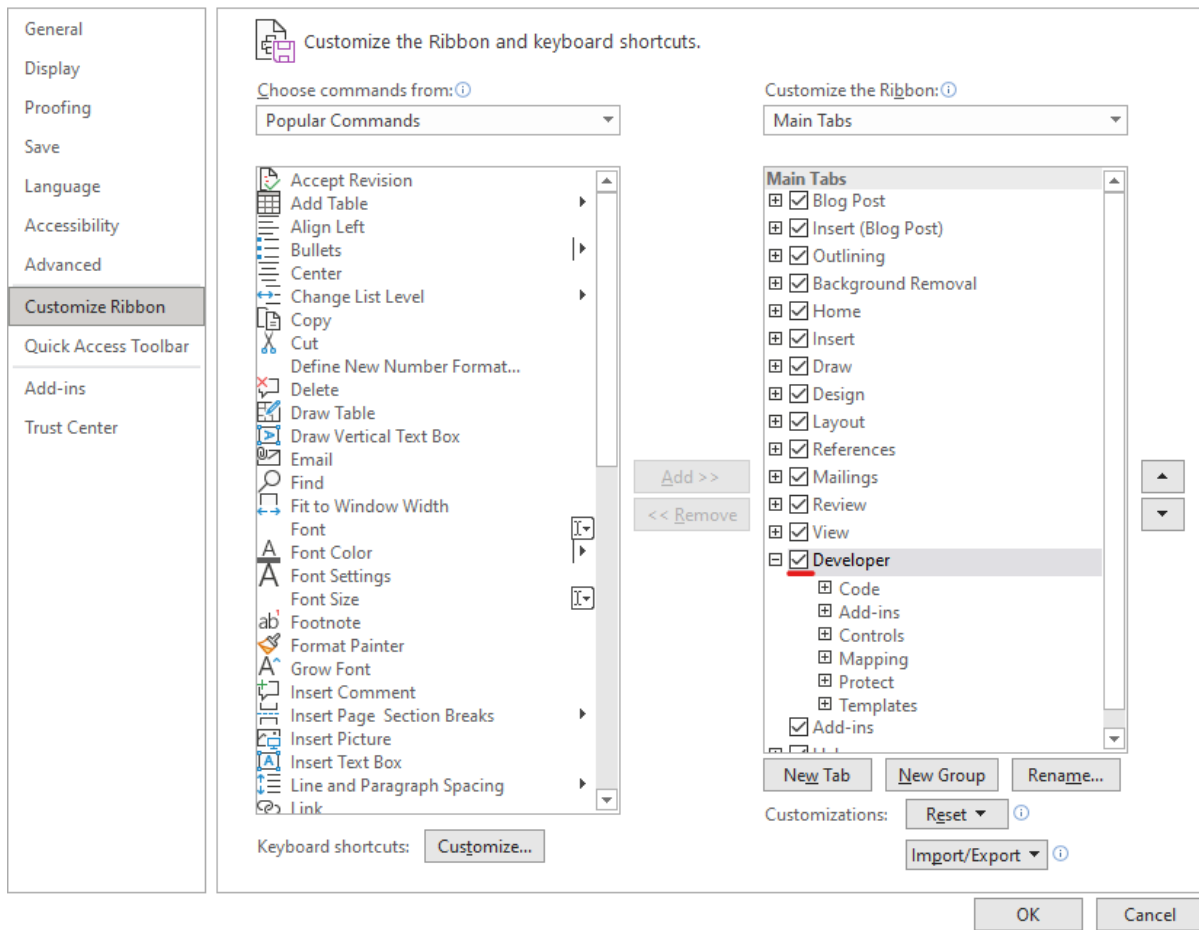 General
Display
Proofing
Save
Language
Accessibility
Advanced
Customize Ribbon
Quick Access Toolbar
Add-ins
Trust Center
Customize the Ribbon and keyboard shortcuts.
Choose commands from:
Popular Commands
Accept Revision
Add Table
Align Left
Bullets
Center
Change List Level
Copy
Cut
Define New Number Format...
Delete
Draw Table
Draw Vertical Text Box
Email
Find
Fit to Window Width
Font
Font Color
Font Settings
Font Size
Footnote
Format Painter
Grow Font
Insert Comment
Insert Page Section Breaks
Insert Picture
Insert Text Box
Line and Paragraph Spacing
Link
Keyboard shortcuts: Customize...
Add >>
<< Remove
Customize the Ribbon:
Main Tabs
Main Tabs
Blog Post
Insert (Blog Post)
Outlining
Background Removal
Home
Insert
Draw
Design
Layout
References
Mailings
Review
View
Developer
Code
Add-ins
Controls
Mapping
Protect
Templates
Add-ins
New Tab New Group Rename...
Customizations: Reset
Import/Export
OK Cancel